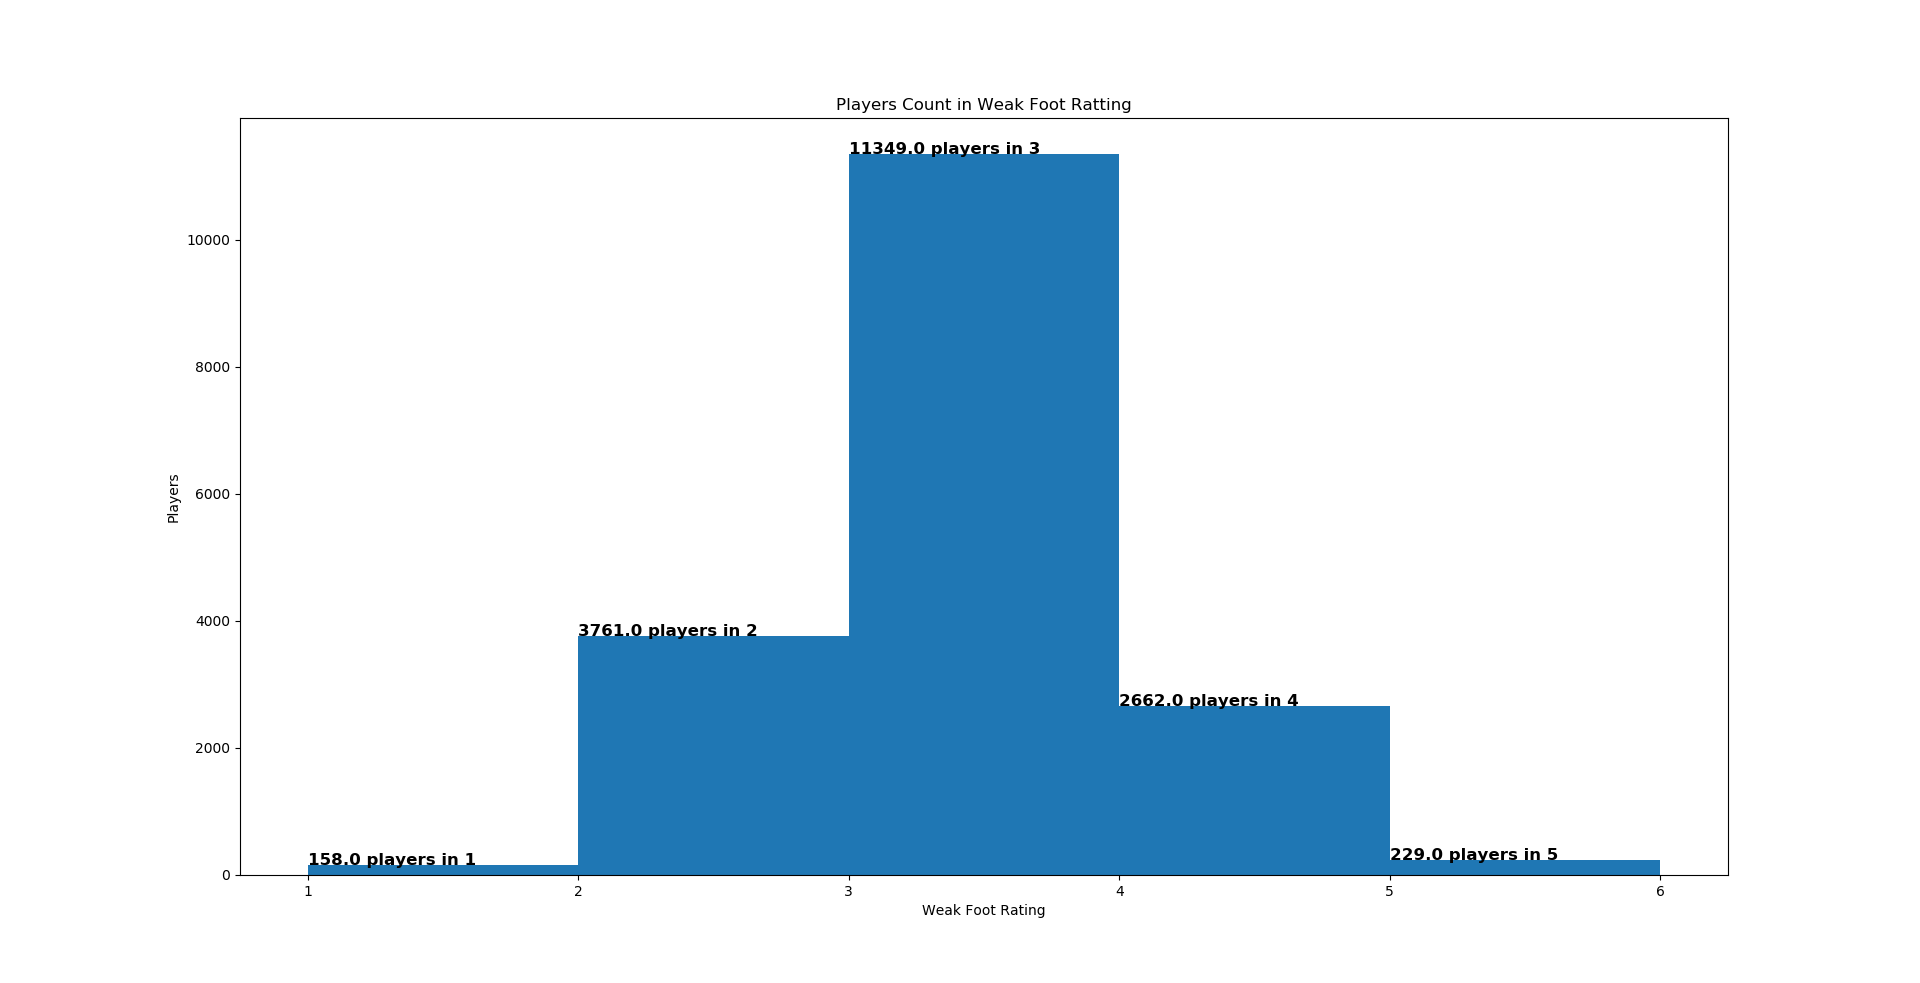 Players Count in Weak Foot Ratting
11349.0 players in 3
10000
8000
6000
Players
4000
3761.0 players in 2
2662.0 players in 4
2000
229.0 players in 5
158.0 players in 1
0
1 2 3 4 5 6
Weak Foot Rating